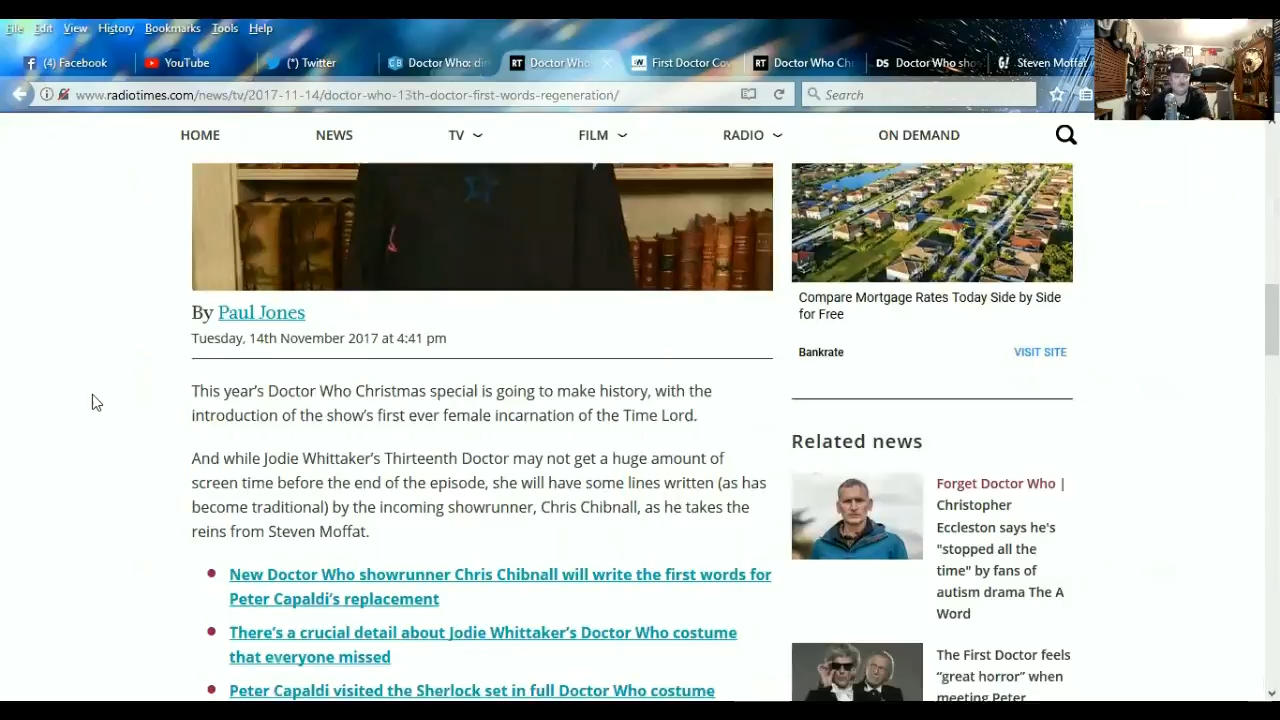 File Edit View History Bookmarks Tools Help
(4) Facebook YouTube (*) Twitter Doctor Who: di Doctor Who First Doctor Co Doctor Who Ch Doctor Who sho Steven Moffat
www.radiotimes.com/news/tv/2017-11-14/doctor-who-13th-doctor-first-words-regeneration/ Search
HOME NEWS TV FILM RADIO ON DEMAND
By Paul Jones
Tuesday, 14th November 2017 at 4:41 pm
This year's Doctor Who Christmas special is going to make history, with the
introduction of the show's first ever female incarnation of the Time Lord.
And while Jodie Whittaker's Thirteenth Doctor may not get a huge amount of
screen time before the end of the episode, she will have some lines written (as has
become traditional) by the incoming showrunner, Chris Chibnall, as he takes the
reins from Steven Moffat.
New Doctor Who showrunner Chris Chibnall will write the first words for
Peter Capaldi's replacement
There's a crucial detail about Jodie Whittaker's Doctor Who costume
that everyone missed
Peter Capaldi visited the Sherlock set in full Doctor Who costume
Compare Mortgage Rates Today Side by Side
for Free
Bankrate VISIT SITE
Related news
Forget Doctor Who |
Christopher
Eccleston says he's
"stopped all the
time" by fans of
autism drama The A
Word
The First Doctor feels
"great horror" when
meeting Peter